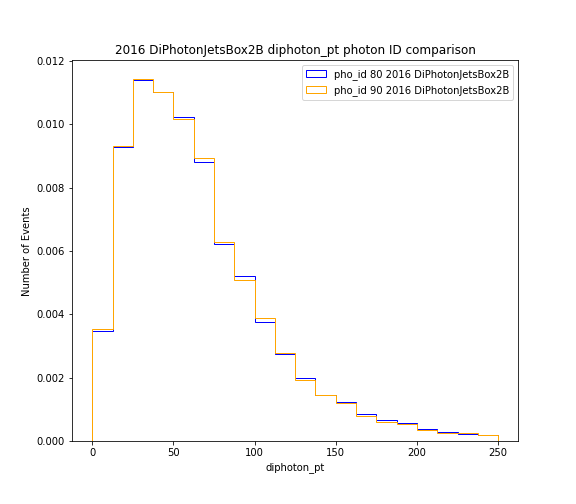 2016 DiPhotonJetsBox2B diphoton_pt photon ID comparison
pho_id 80 2016 DiPhotonJetsBox2B
pho_id 90 2016 DiPhotonJetsBox2B
Number of Events
0.012
0.010
0.008
0.006
0.004
0.002
0.000
0 50 100 150 200 250
diphoton_pt